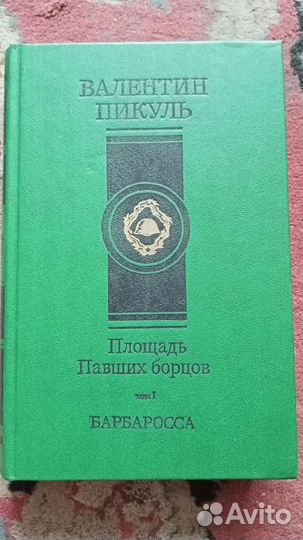 ВАЛЕНТИН
ПИКУЛЬ
Площадь
Павших борцов
том I
БАРБАРОССА
Avito